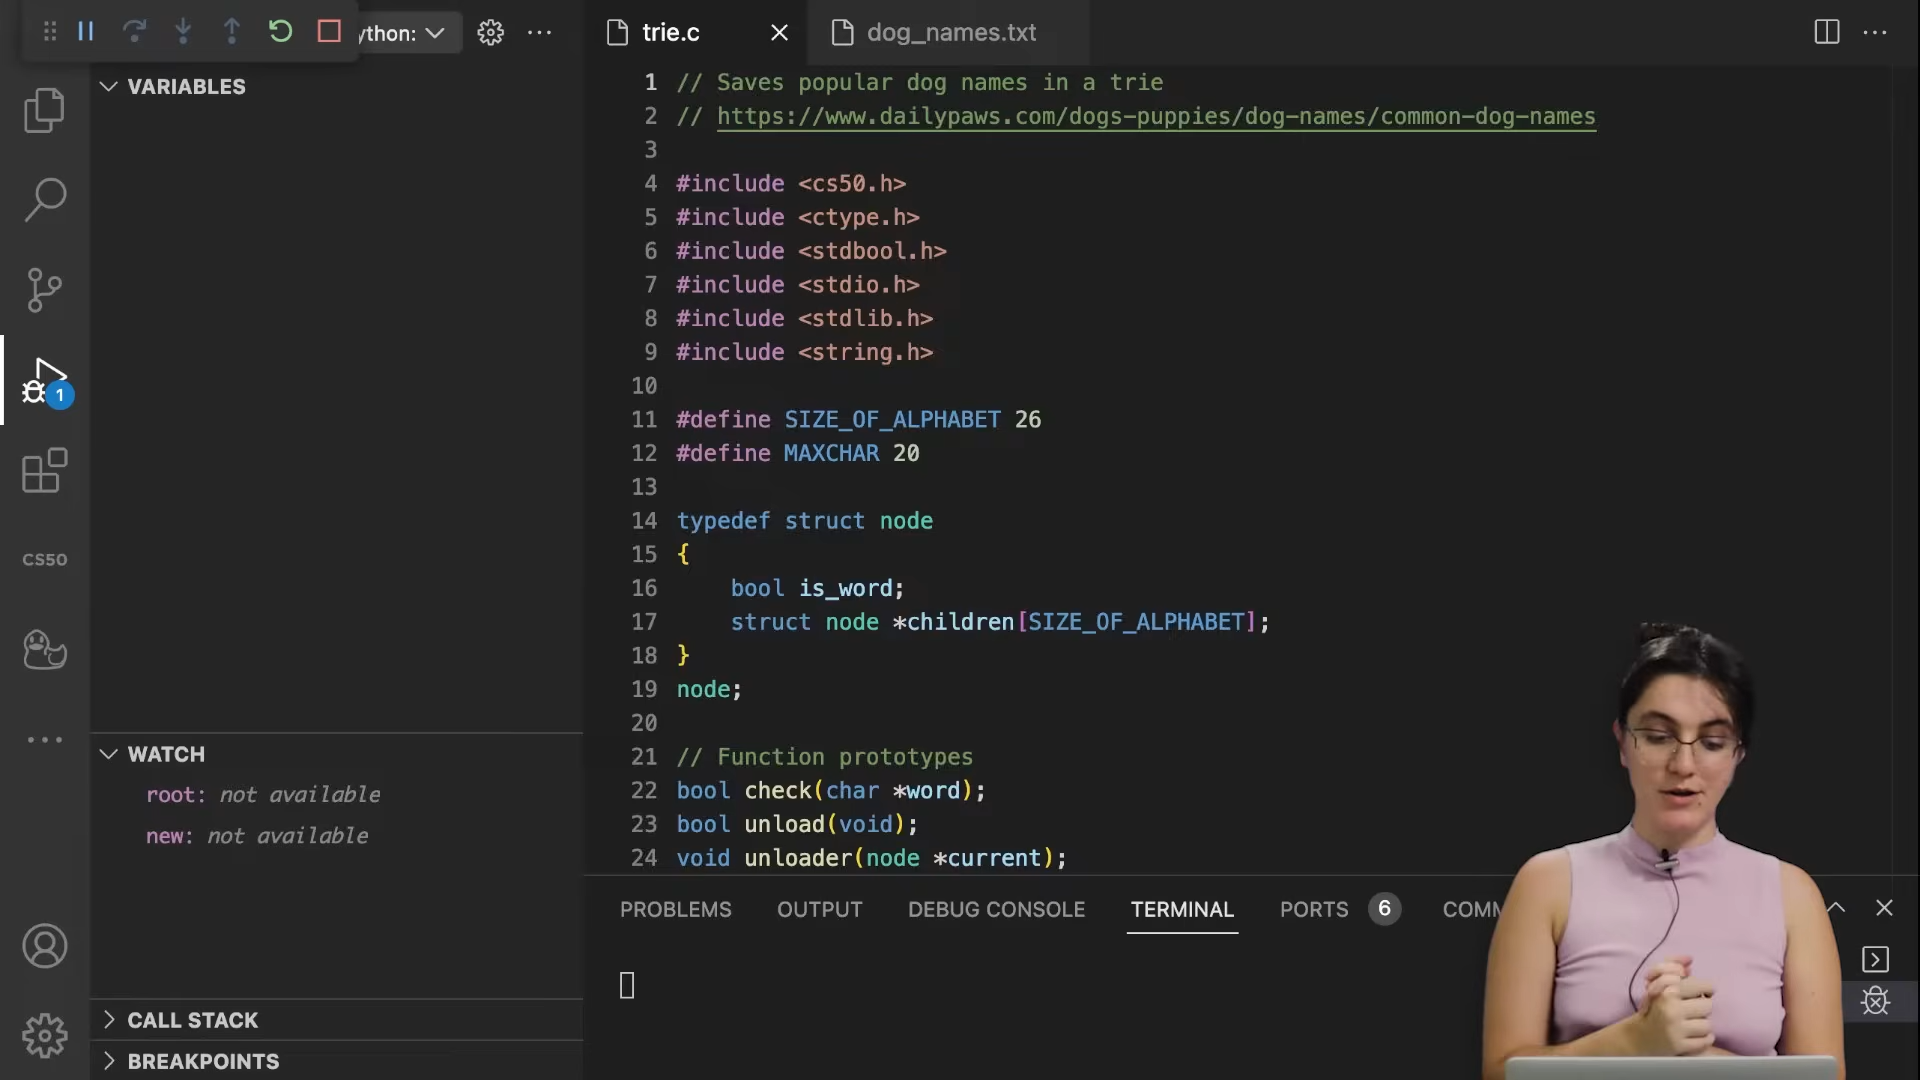 ython:
trie.c
dog_names.txt
VARIABLES
1 // Saves popular dog names in a trie
2 // https://www.dailypaws.com/dogs-puppies/dog-names/common-dog-names
3
4 #include <cs50.h>
5 #include <ctype.h>
6 #include <stdbool.h>
7 #include <stdio.h>
8 #include <stdlib.h>
9 #include <string.h>
10
11 #define SIZE_OF_ALPHABET 26
12 #define MAXCHAR 20
13
14 typedef struct node
15 {
16 bool is_word;
17 struct node *children[SIZE_OF_ALPHABET];
18 }
19 node;
20
21 // Function prototypes
22 bool check(char *word);
23 bool unload(void);
24 void unloader(node *current);
1
CS50
WATCH
root: not available
new: not available
CALL STACK
BREAKPOINTS
PROBLEMS OUTPUT DEBUG CONSOLE TERMINAL PORTS 6 COMM